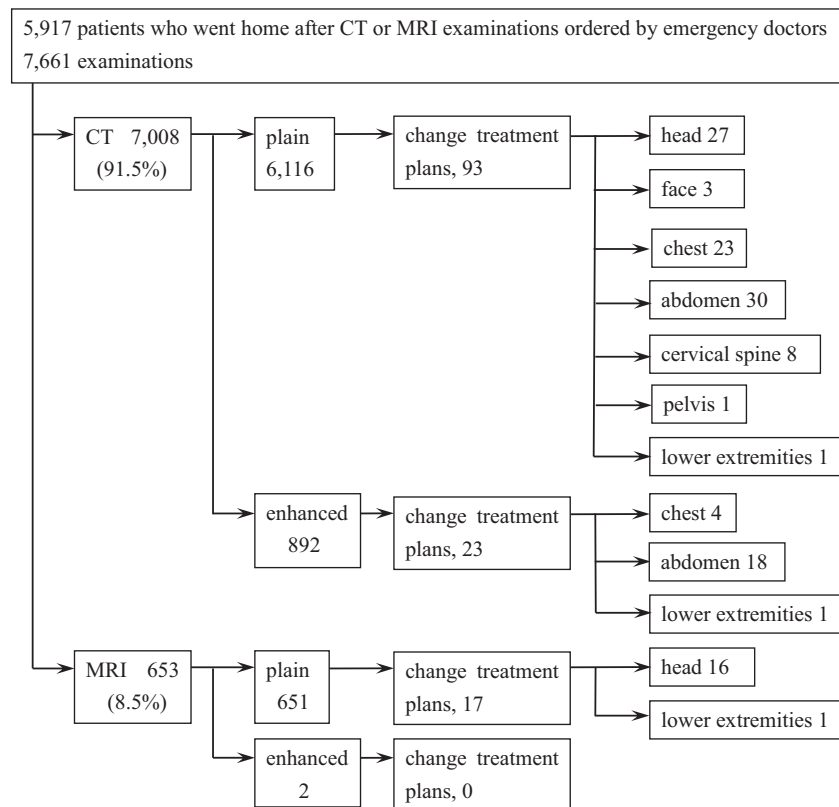 5,917 patients who went home after CT or MRI examinations ordered by emergency doctors
7,661 examinations
CT 7,008
(91.5%)
plain
6,116
change treatment
plans, 93
head 27
face 3
chest 23
abdomen 30
cervical spine 8
pelvis 1
lower extremities 1
enhanced
892
change treatment
plans, 23
chest 4
abdomen 18
lower extremities 1
MRI 653
(8.5%)
plain
651
change treatment
plans, 17
head 16
lower extremities 1
enhanced
2
change treatment
plans, 0